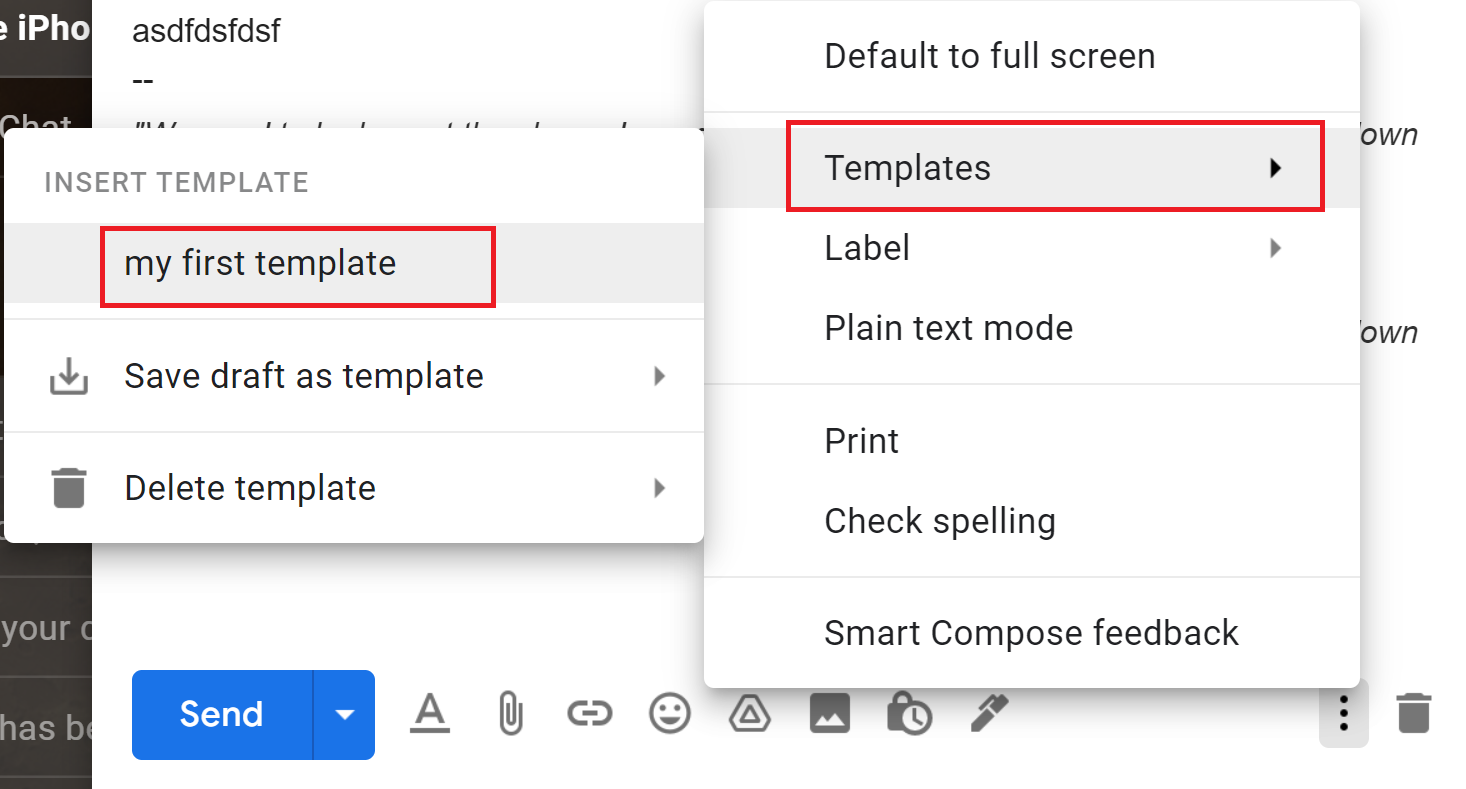 e iPho
asdfdsfdsf
--
Default to full screen
Chat
own
INSERT TEMPLATE
Templates
my first template
Label
Plain text mode
own
Save draft as template
Print
Delete template
Check spelling
your
Smart Compose feedback
Send
has be